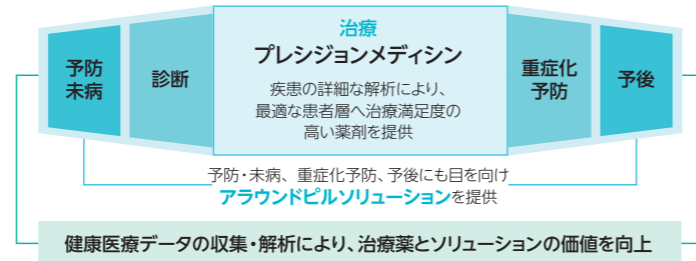 予防
未病
診断
治療
プレシジョンメディシン
疾患の詳細な解析により、
最適な患者層へ治療満足度の
高い薬剤を提供
重症化
予防
予後
予防・未病、重症化予防、予後にも目を向け
アラウンドピルソリューションを提供
健康医療データの収集・解析により、治療薬とソリューションの価値を向上